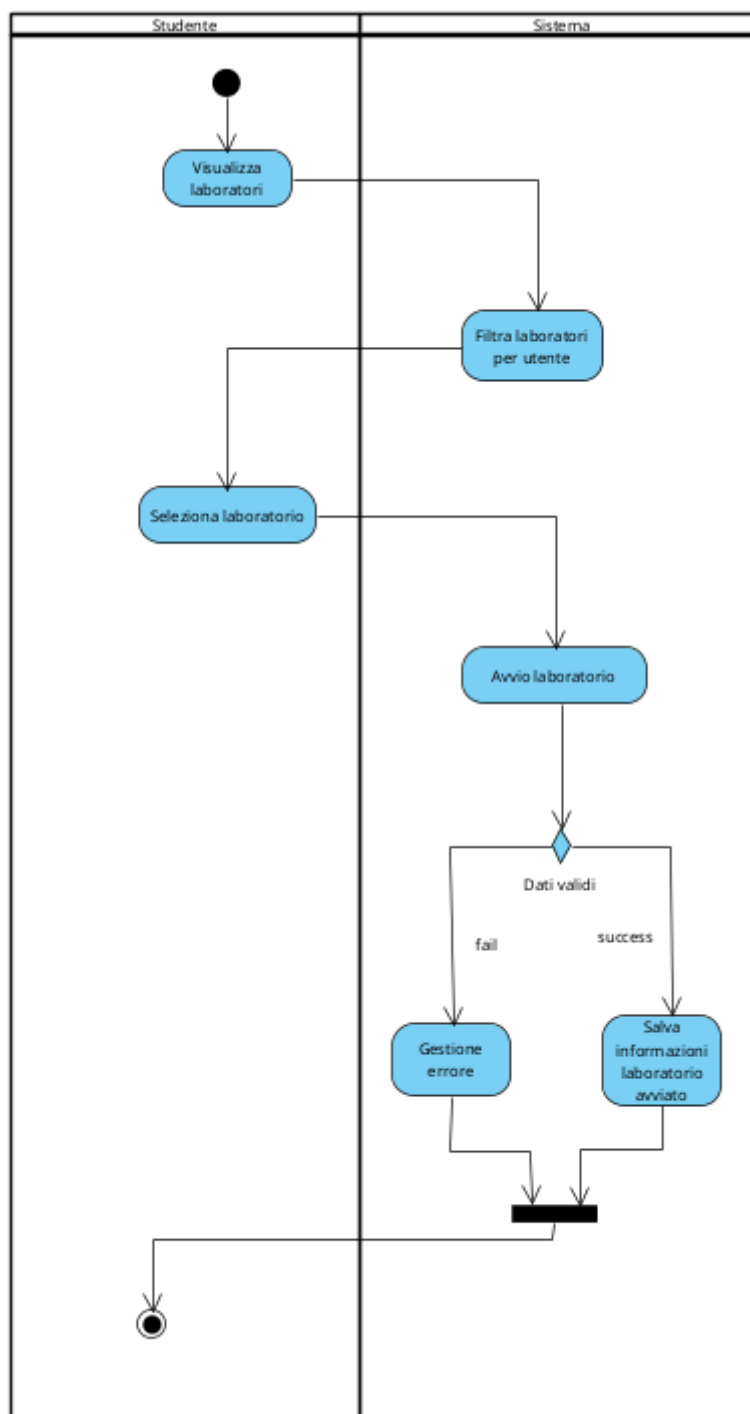 Studente
Sistema
Visualizza
laboratori
Filtra laboratori
per utente
Seleziona laboratorio
Avvio laboratorio
Dati validi
fail
success
Gestione
errore
Salva
informazioni
laboratorio
avviato